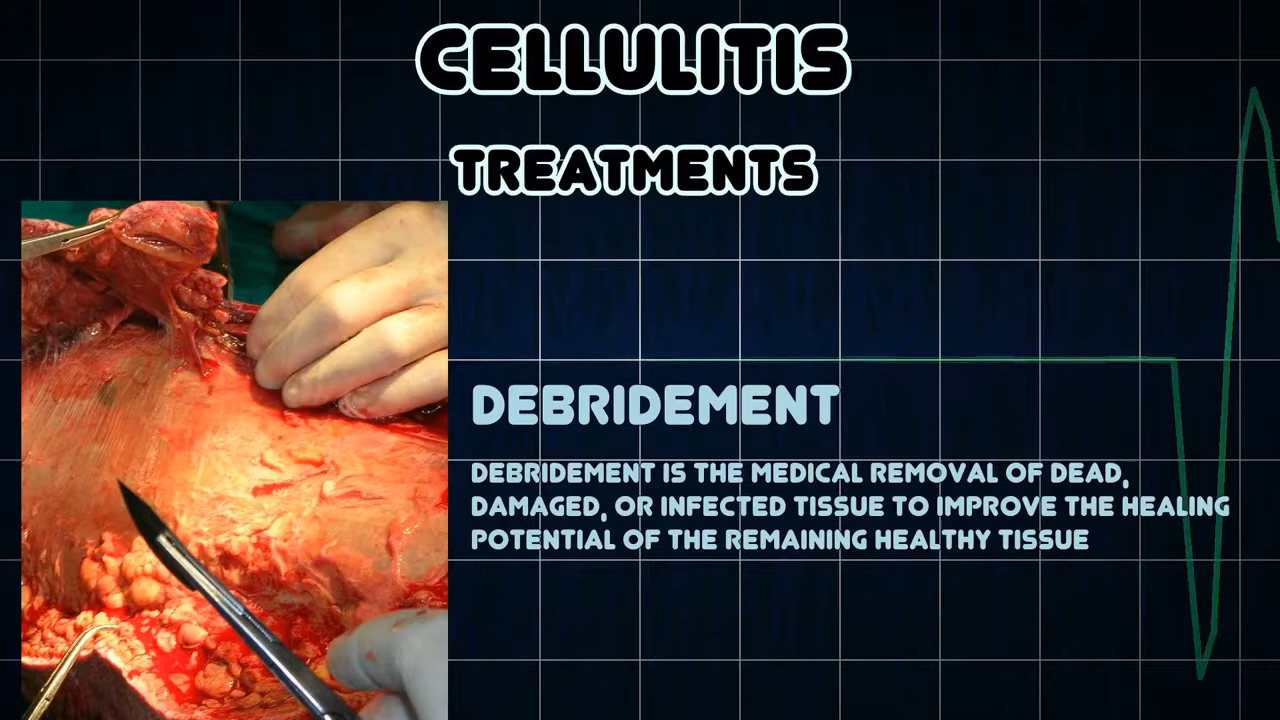 CELLULITIS
TREATMENTS
DEBRIDEMENT
DEBRIDEMENT IS THE MEDICAL REMOVAL OF DEAD,
DAMAGED, OR INFECTED TISSUE TO IMPROVE THE HEALING
POTENTIAL OF THE REMAINING HEALTHY TISSUE